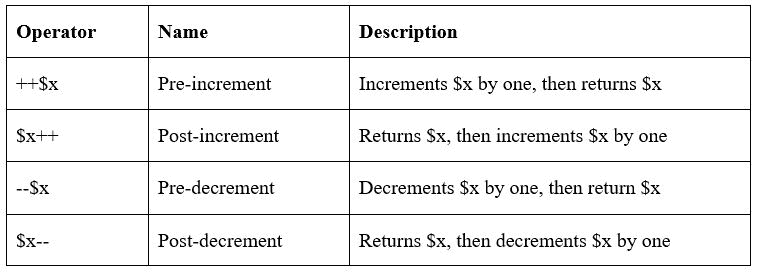 Operator Name Description
++$x Pre-increment Increments $x by one, then returns $x
$x++ Post-increment Returns $x, then increments $x by one
--$x Pre-decrement Decrements $x by one, then return $x
$x-- Post-decrement Returns $x, then decrements $x by one